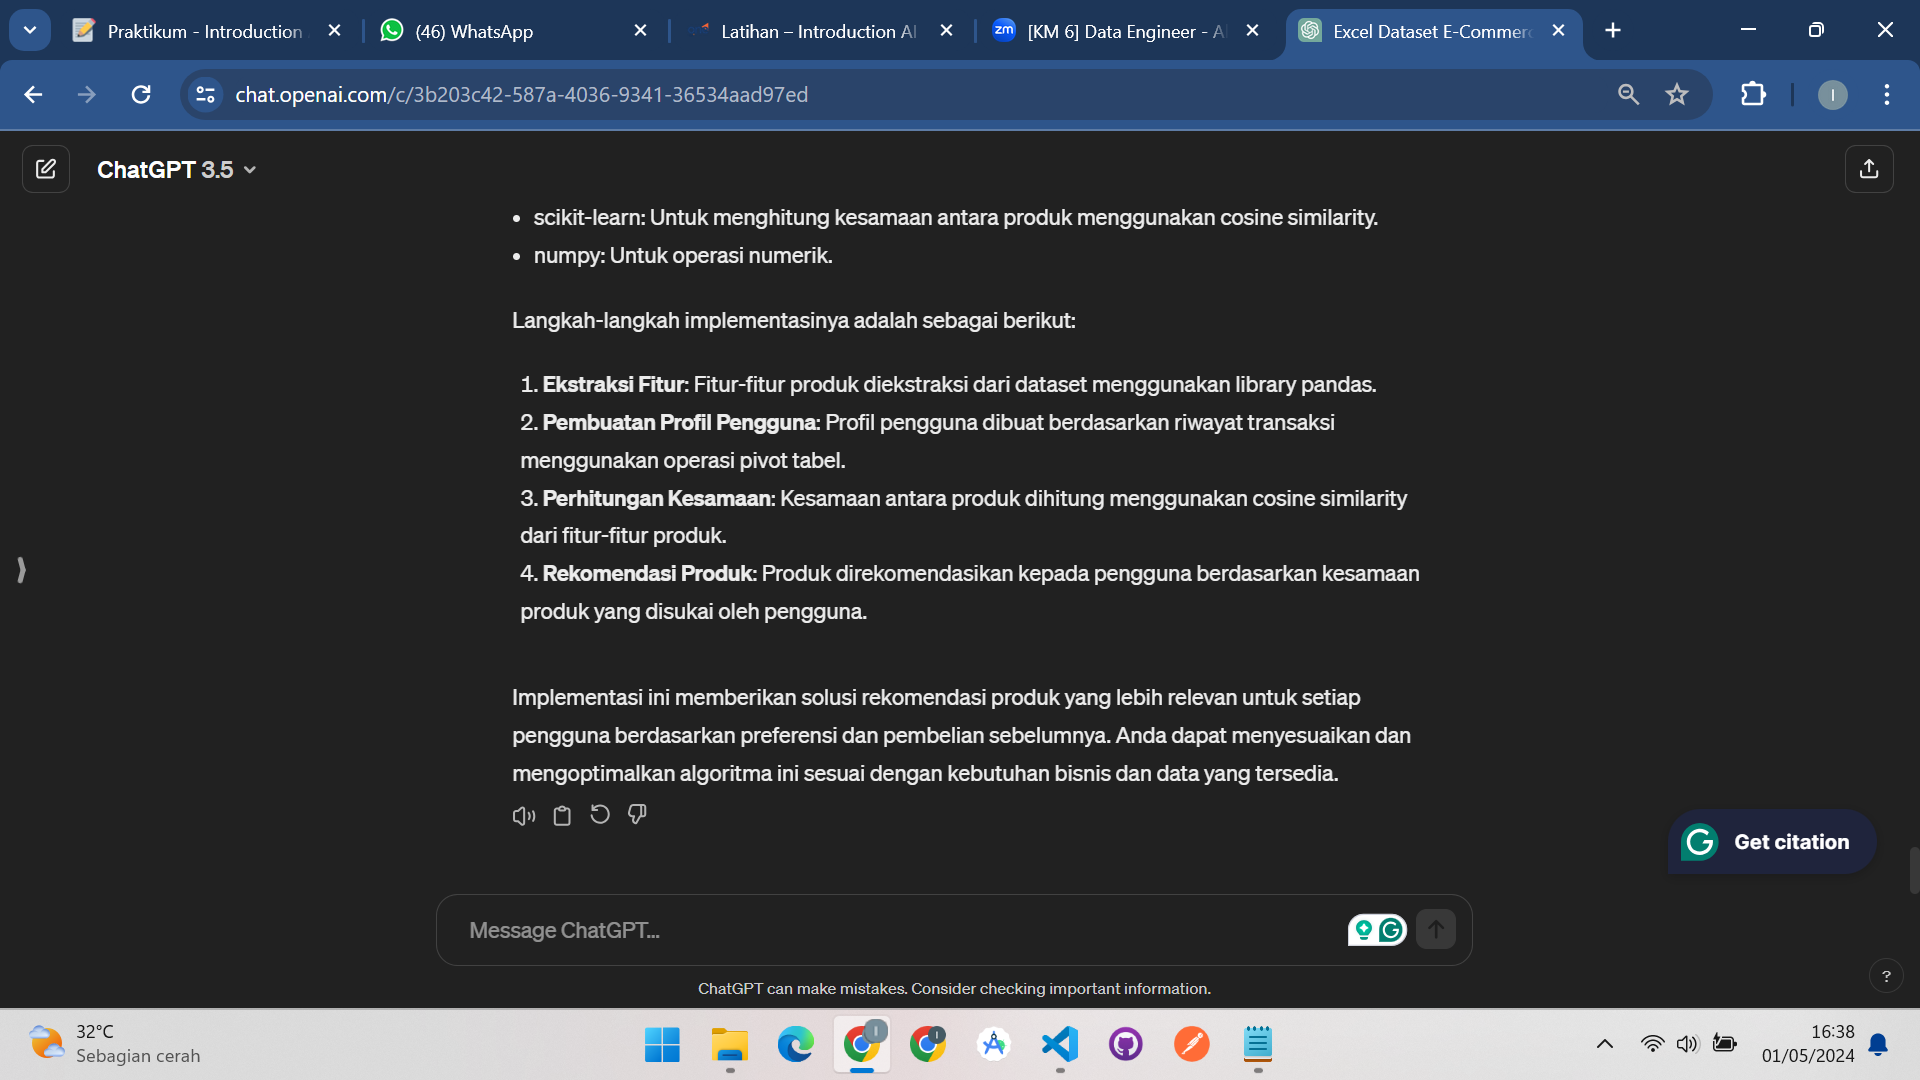 Praktikum - Introduction
(46) WhatsApp
Latihan – Introduction AI
[KM 6] Data Engineer - A
Excel Dataset E-Commerc
chat.openai.com/c/3b203c42-587a-4036-9341-36534aad97ed
I
ChatGPT 3.5
• scikit-learn: Untuk menghitung kesamaan antara produk menggunakan cosine similarity.
• numpy: Untuk operasi numerik.
Langkah-langkah implementasinya adalah sebagai berikut:
1. Ekstraksi Fitur: Fitur-fitur produk diekstraksi dari dataset menggunakan library pandas.
2. Pembuatan Profil Pengguna: Profil pengguna dibuat berdasarkan riwayat transaksi
menggunakan operasi pivot tabel.
3. Perhitungan Kesamaan: Kesamaan antara produk dihitung menggunakan cosine similarity
dari fitur-fitur produk.
4. Rekomendasi Produk: Produk direkomendasikan kepada pengguna berdasarkan kesamaan
produk yang disukai oleh pengguna.
Implementasi ini memberikan solusi rekomendasi produk yang lebih relevan untuk setiap
pengguna berdasarkan preferensi dan pembelian sebelumnya. Anda dapat menyesuaikan dan
mengoptimalkan algoritma ini sesuai dengan kebutuhan bisnis dan data yang tersedia.
Get citation
Message ChatGPT...
ChatGPT can make mistakes. Consider checking important information.
?
32°C
Sebagian cerah
16:38
01/05/2024